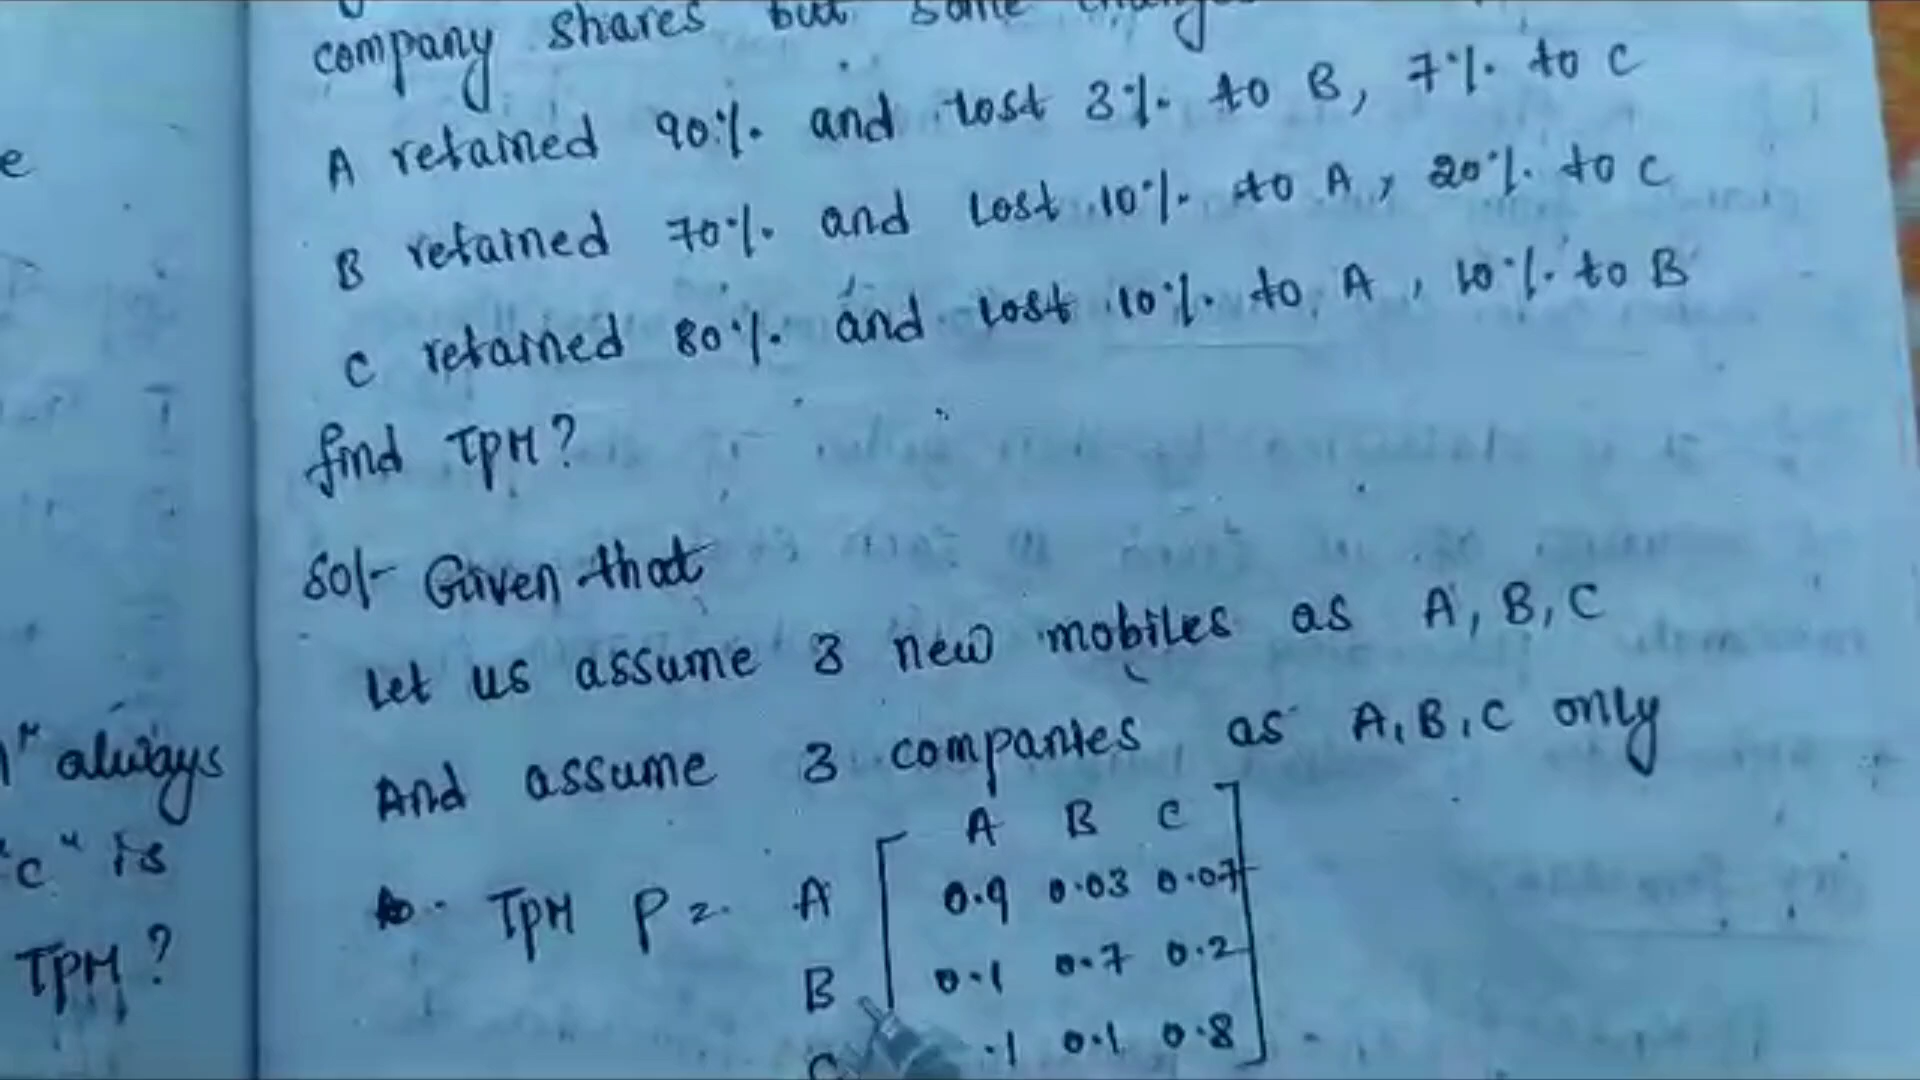 company shares but some
A retained 90%. and lost 3%. to B, 7%. to C
B retained 70%. and Lost 10%. to A, 20%. to C
C retained 80%. and lost 10%. to A, 10%. to B
find TPM?
Sol- Given that
Let us assume 3 new mobiles as A, B, C
And assume 3 companies as A, B, C only
A B C
TPM P = A 0.9 0.03 0.07
B 0.1 0.7 0.2
C .1 0.1 0.8
e
" always
"c" is
TPM?